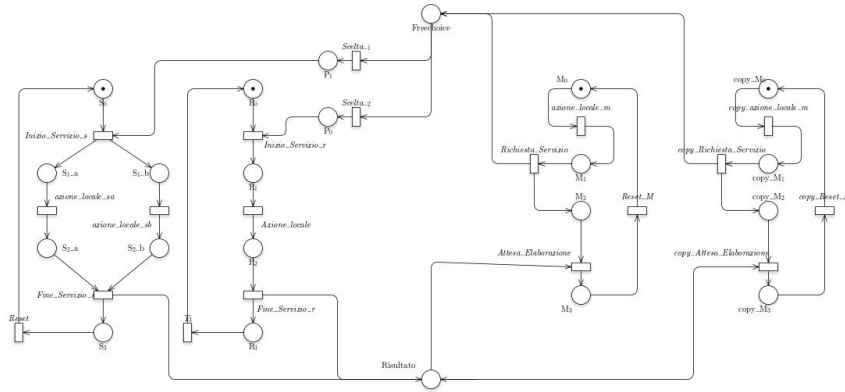 Freechoice
Scelta_1
P₁
M₀
copy_M₀
S₀
R₀
Scelta_2
azione_locale_m
copy_azione_locale_m
P₀
Inizio_Servizio_s
Inizio_Servizio_r
Richiesta_Servizio
copy_Richiesta_Servizio
M₁
copy_M₁
S₁_a
S₁_b
R₁
azione_locale_sa
M₂
copy_M₂
Reset_M
azione_locale_sb
Azione_locale
S₂_a
S₂_b
R₂
Attesa_Elaborazione
copy_Attesa_Elaborazione
Fine_Servizio_s
Fine_Servizio_r
M₃
copy_M₃
Reset
T₃
S₃
R₃
Risultato